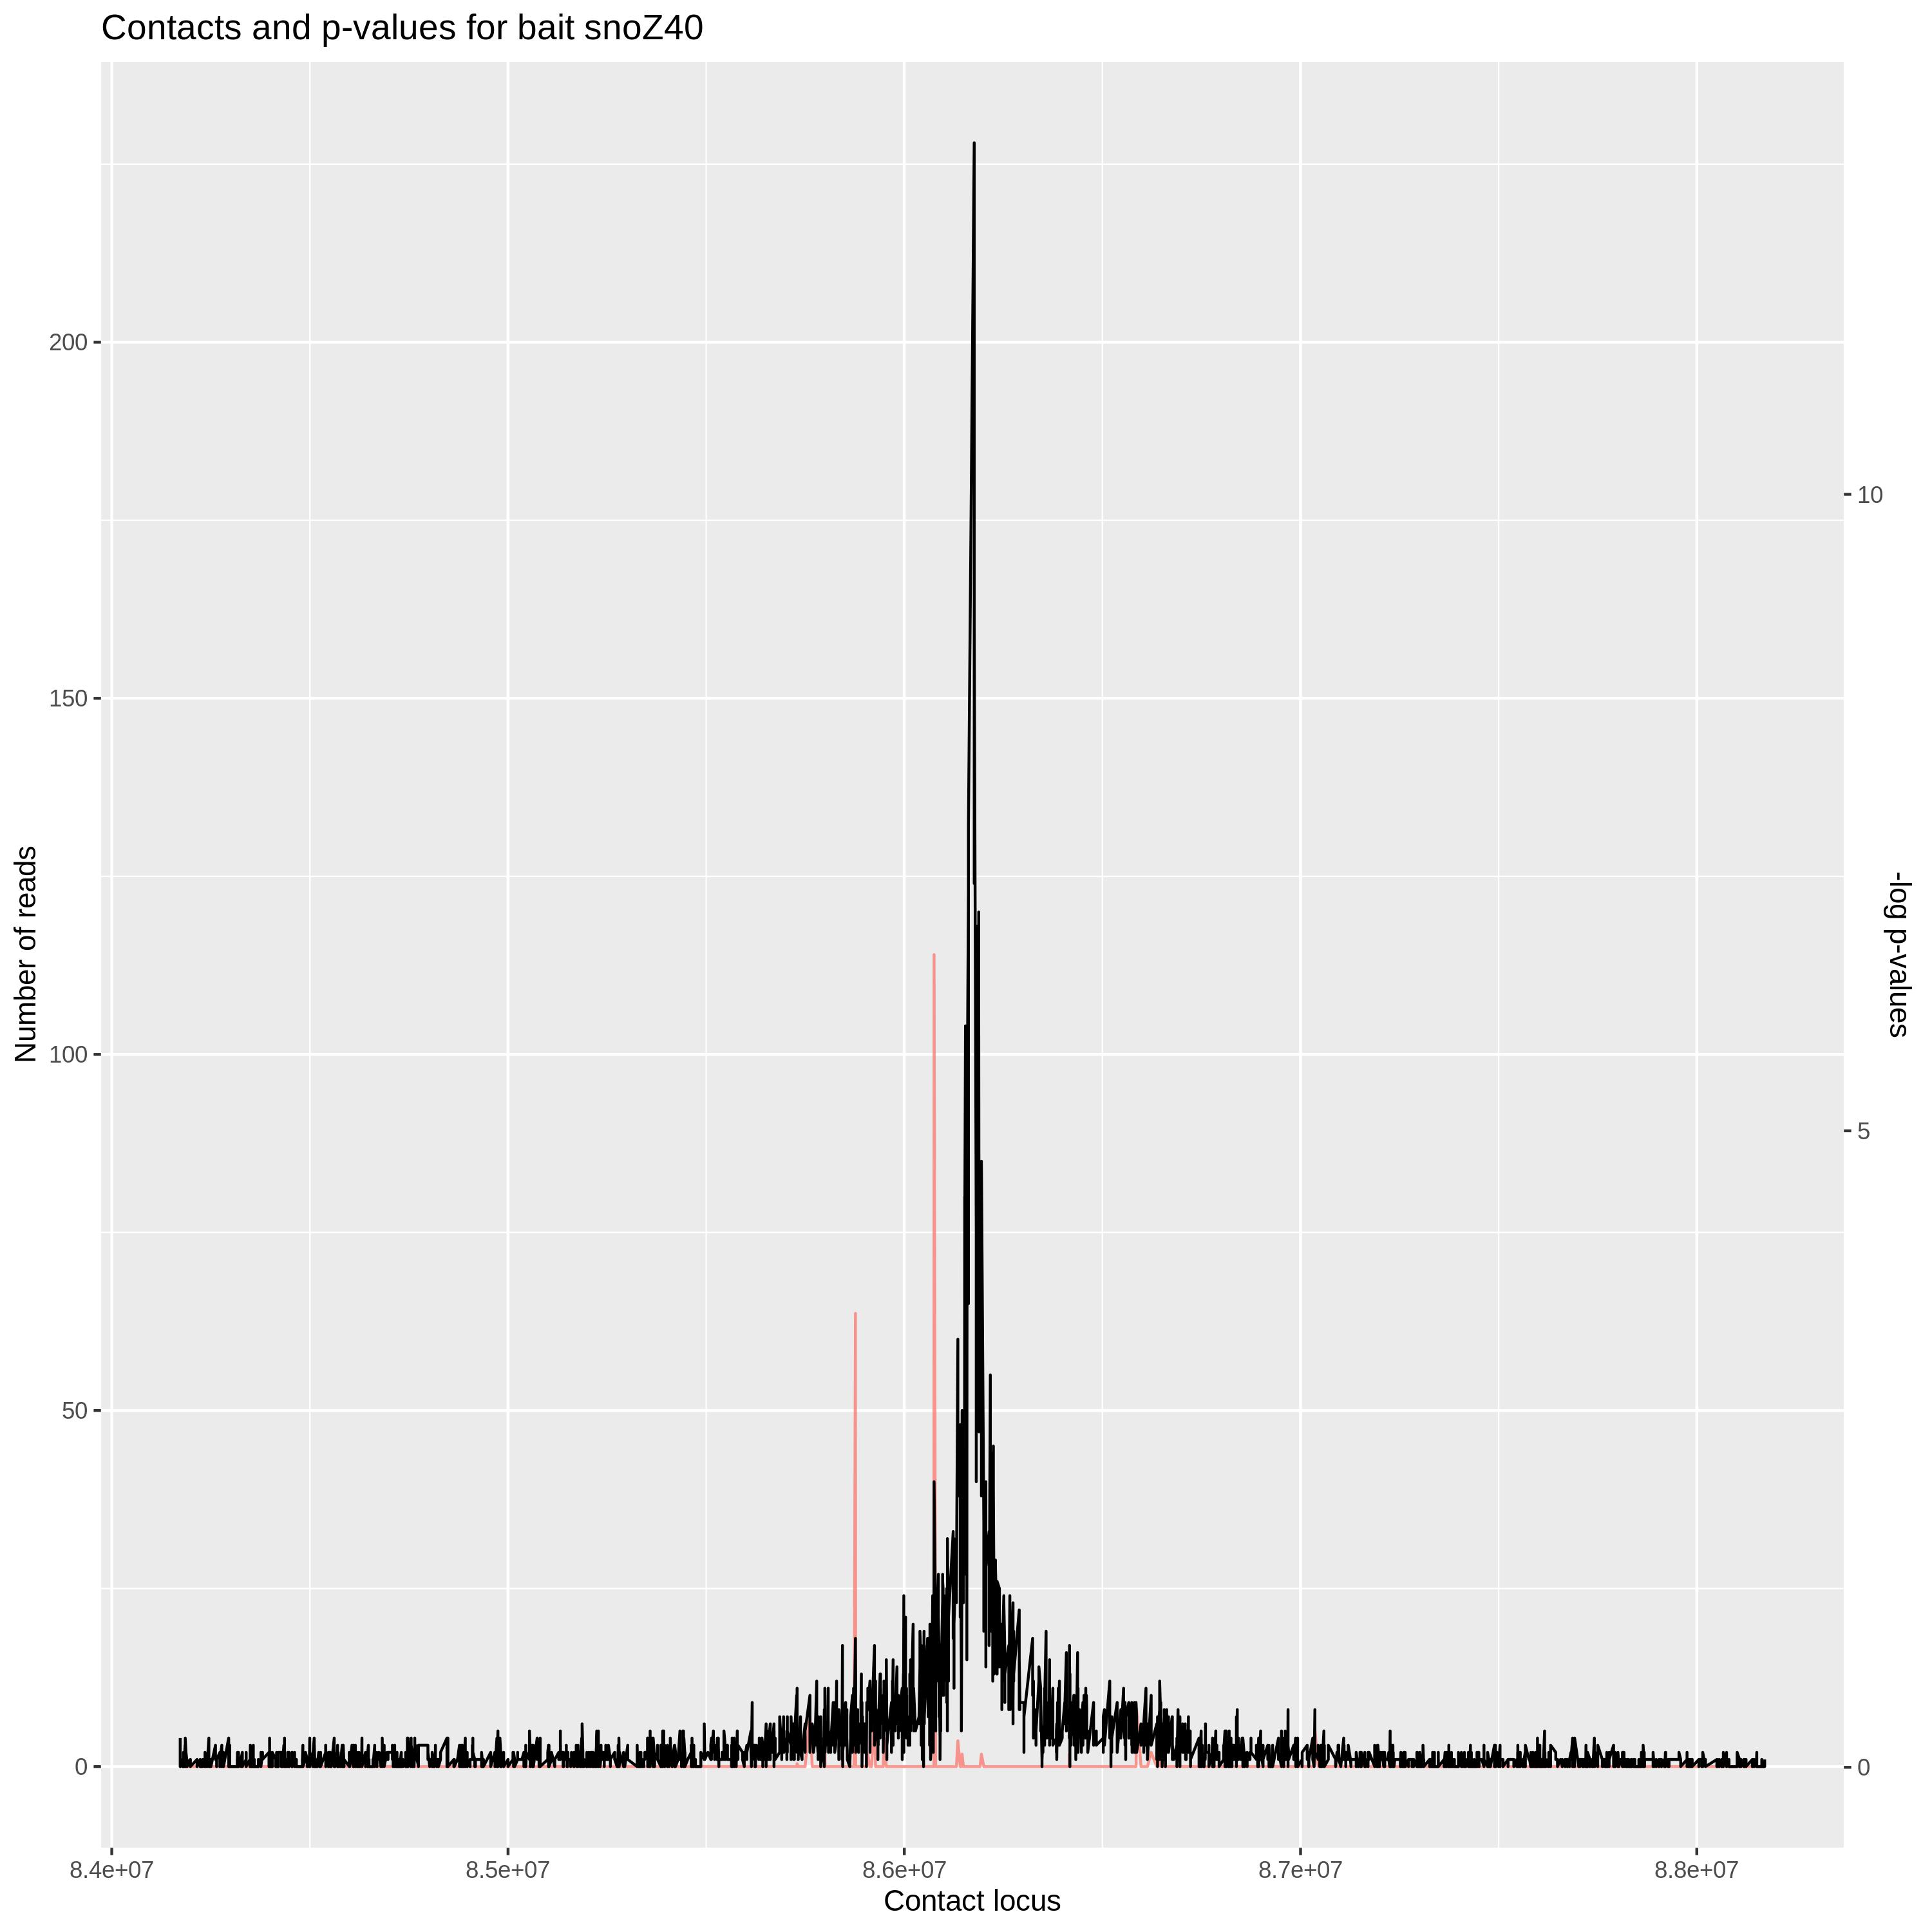 Contacts and p-values for bait snoZ40
200
150
100
50
0
10
5
0
Number of reads
-log p-values
8.4e+07
8.5e+07
8.6e+07
8.7e+07
8.8e+07
Contact locus